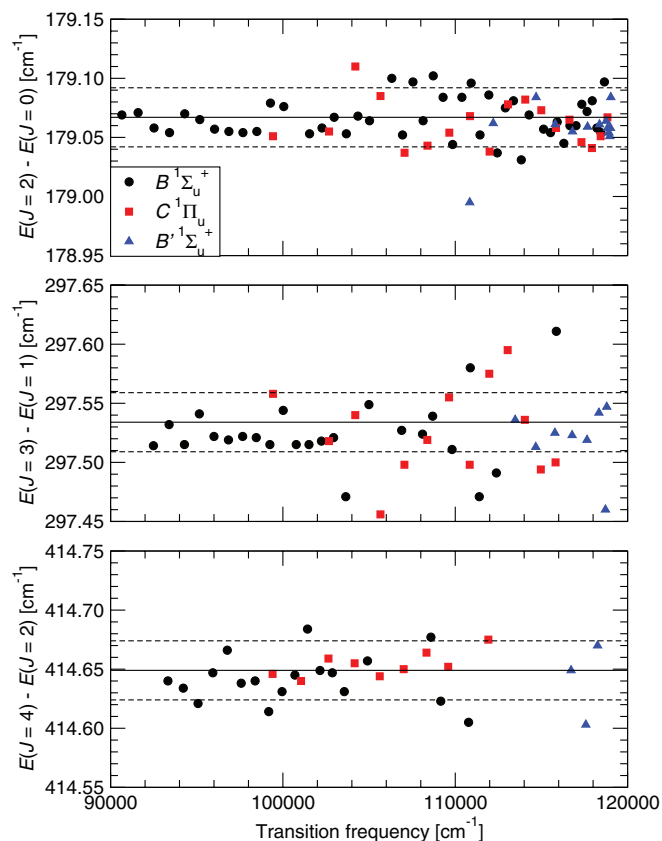 179.15
179.10
179.05
179.00
178.95
E(J = 2) - E(J = 0) [cm⁻¹]
B ¹Σᵤ⁺
C ¹Πᵤ
B' ¹Σᵤ⁺
297.65
297.60
297.55
297.50
297.45
E(J = 3) - E(J = 1) [cm⁻¹]
414.75
414.70
414.65
414.60
414.55
E(J = 4) - E(J = 2) [cm⁻¹]
90000 100000 110000 120000
Transition frequency [cm⁻¹]